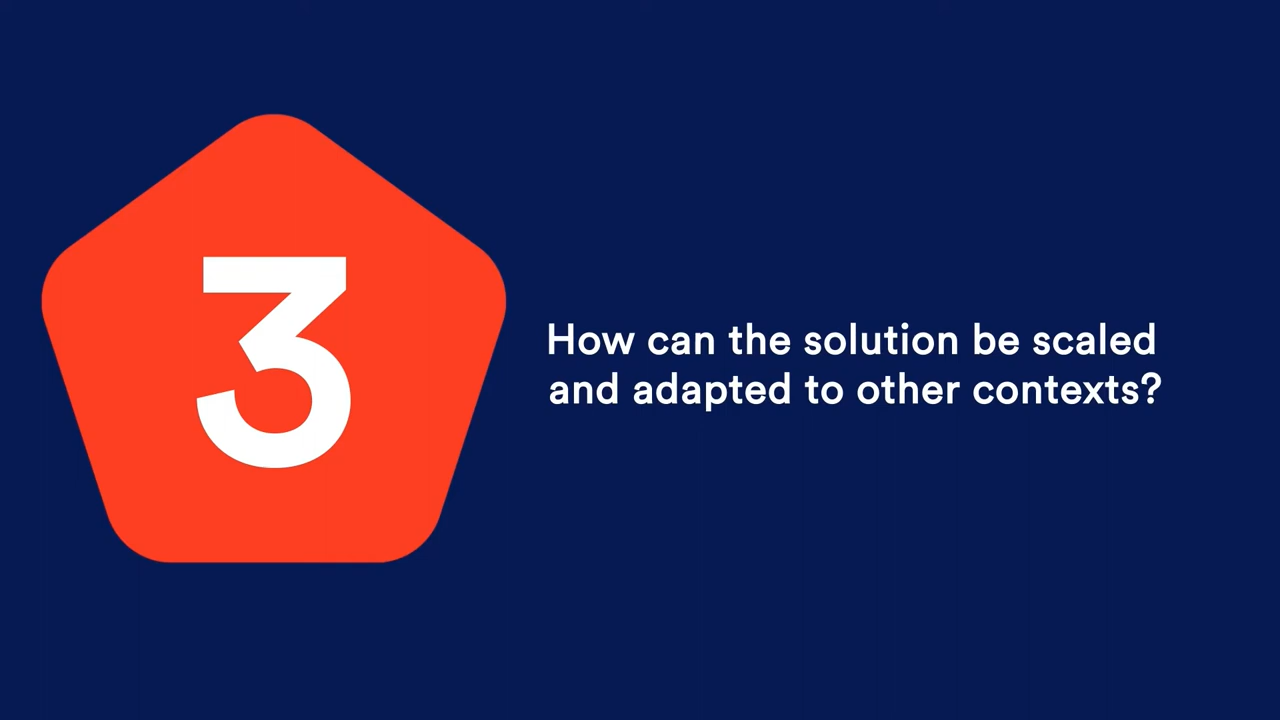 3
How can the solution be scaled
and adapted to other contexts?